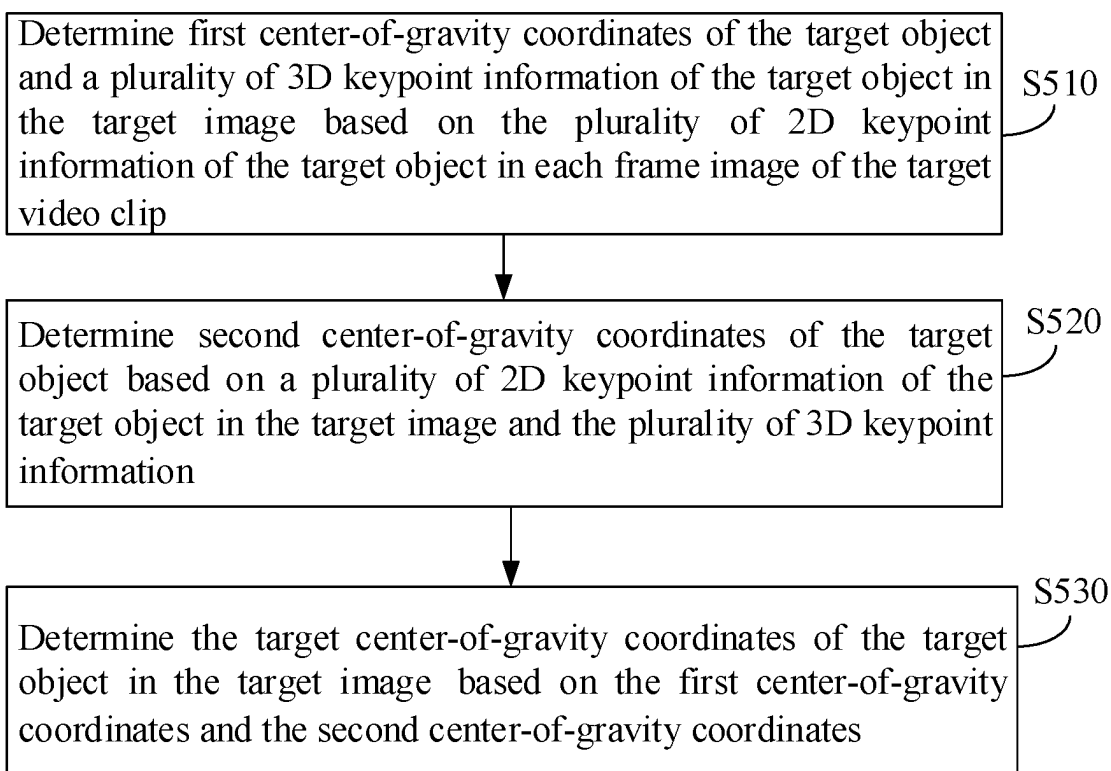 Determine first center-of-gravity coordinates of the target object
and a plurality of 3D keypoint information of the target object in
the target image based on the plurality of 2D keypoint
information of the target object in each frame image of the target
video clip
S510
Determine second center-of-gravity coordinates of the target
object based on a plurality of 2D keypoint information of the
target object in the target image and the plurality of 3D keypoint
information
S520
Determine the target center-of-gravity coordinates of the target
object in the target image based on the first center-of-gravity
coordinates and the second center-of-gravity coordinates
S530